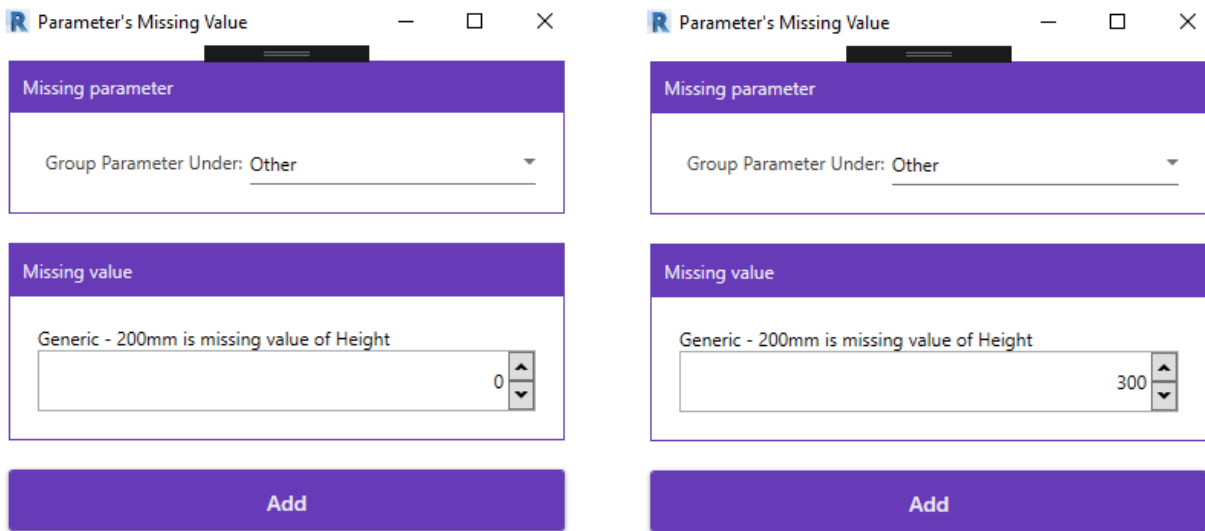 Parameter's Missing Value
Missing parameter
Group Parameter Under: Other
Missing value
Generic - 200mm is missing value of Height
0
Add
Parameter's Missing Value
Missing parameter
Group Parameter Under: Other
Missing value
Generic - 200mm is missing value of Height
300
Add